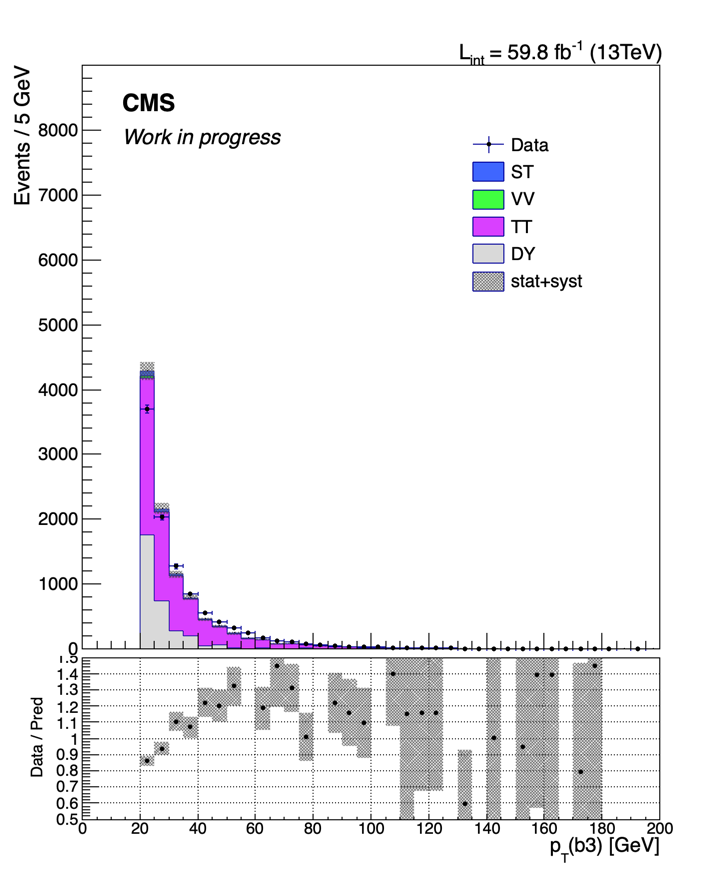 L_int = 59.8 fb⁻¹ (13TeV)
Events / 5 GeV
CMS
Work in progress
8000
7000
6000
5000
4000
3000
2000
1000
0
Data
ST
VV
TT
DY
stat+syst
Data / Pred
1.5
1.4
1.3
1.2
1.1
1
0.9
0.8
0.7
0.6
0.5
0 20 40 60 80 100 120 140 160 180 200
p_T(b3) [GeV]